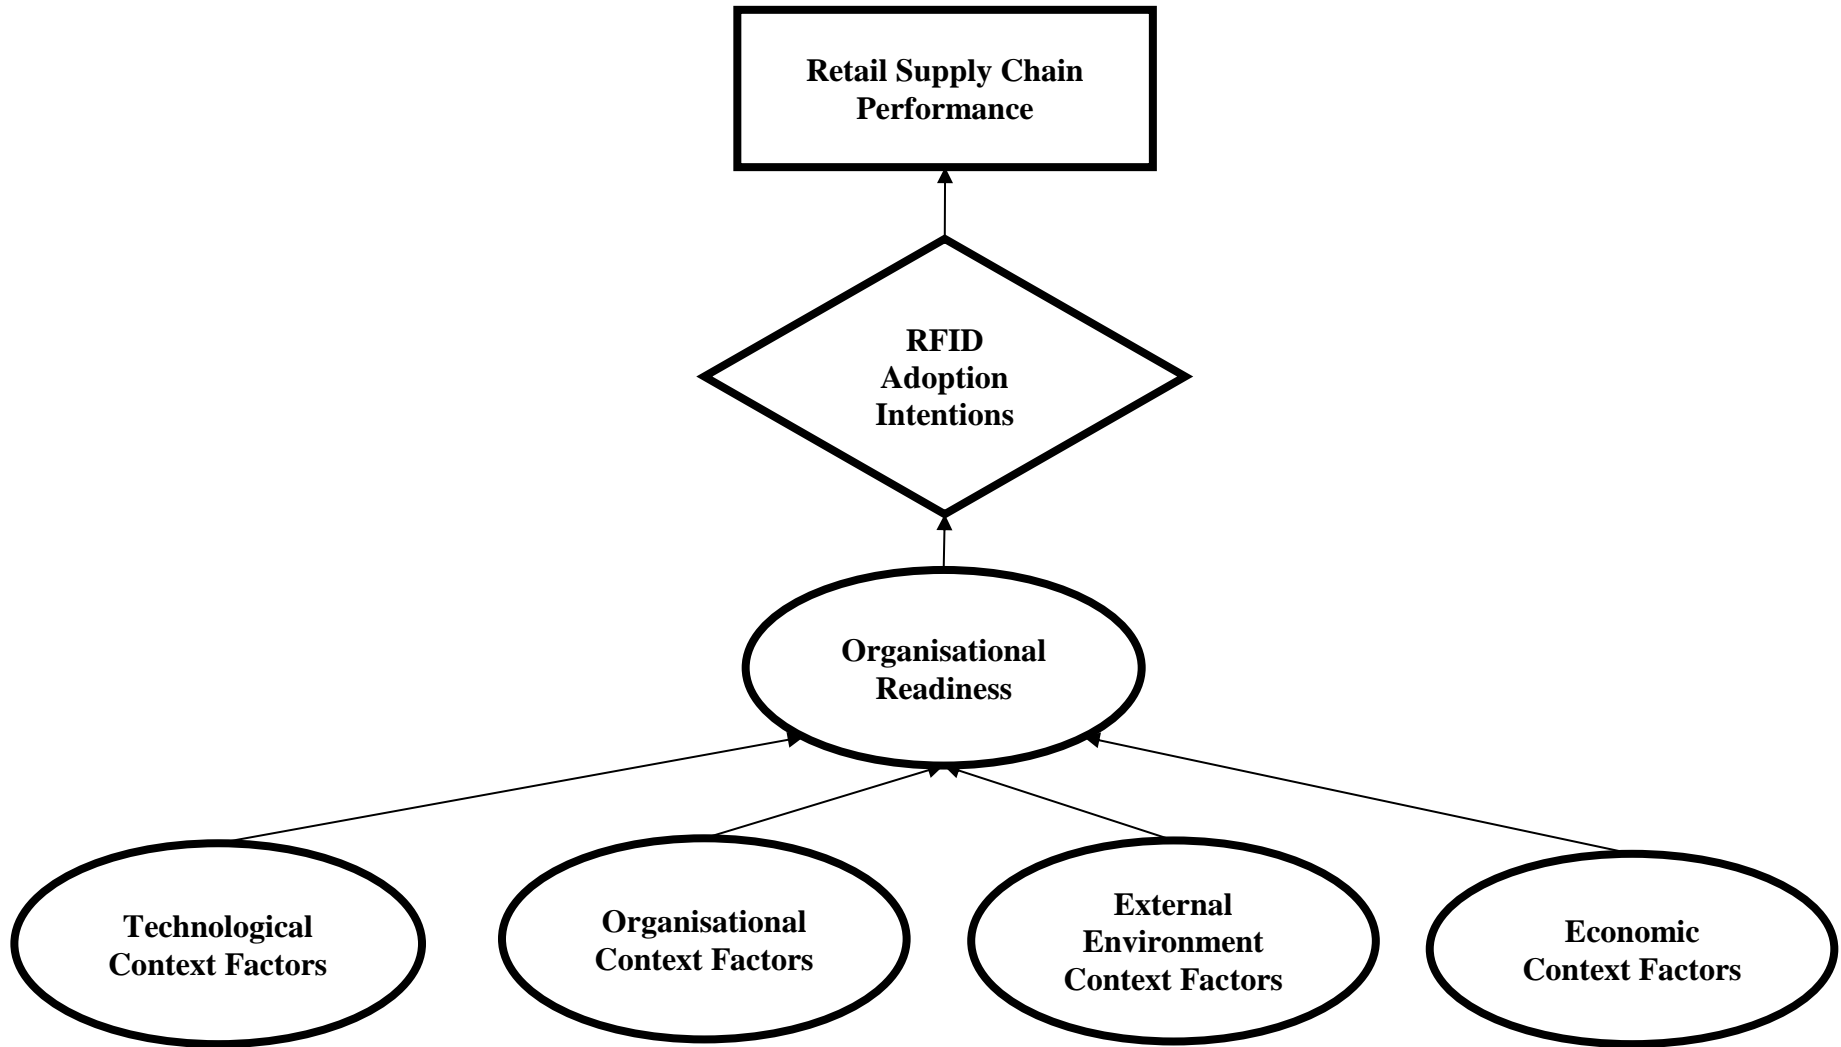 Retail Supply Chain
Performance
RFID
Adoption
Intentions
Organisational
Readiness
Technological
Context Factors
Organisational
Context Factors
External
Environment
Context Factors
Economic
Context Factors